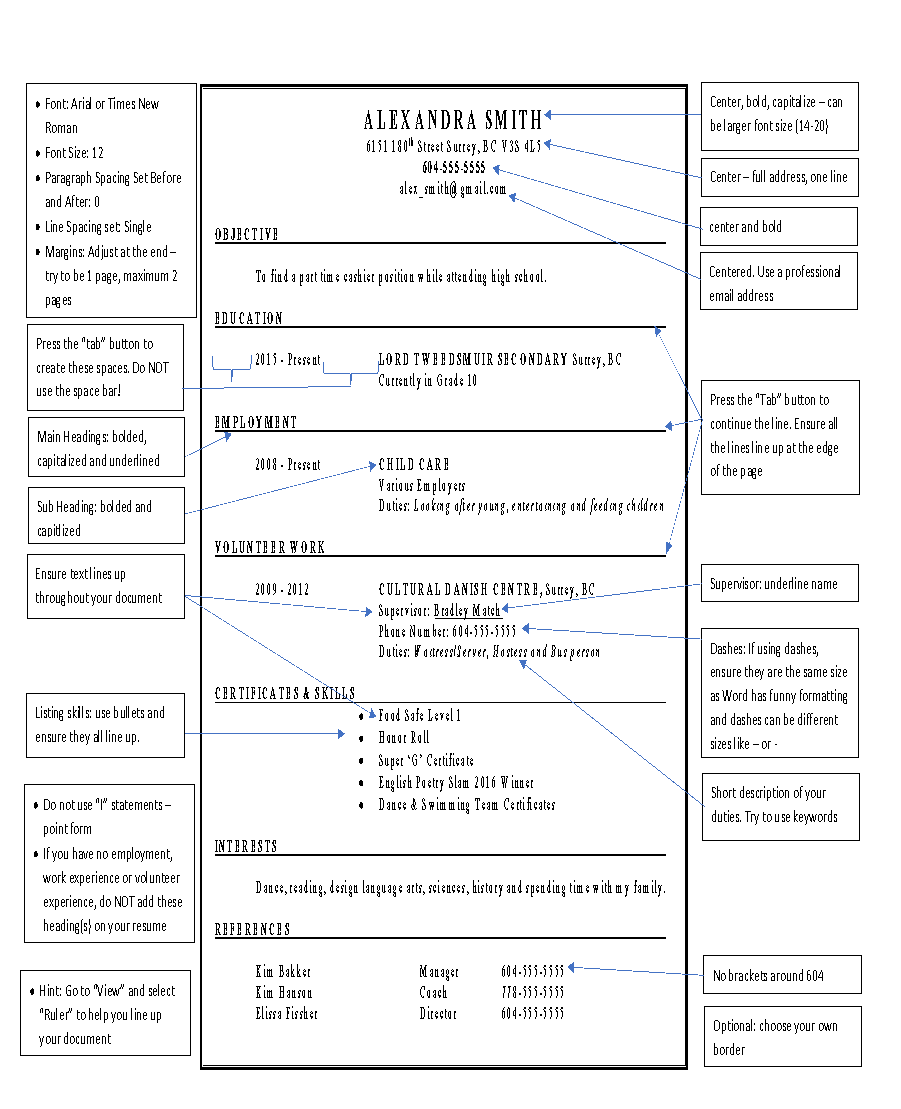 • Font: Arial or Times New
Roman
• Font Size: 12
• Paragraph Spacing Set Before
and After: 0
• Line Spacing set: Single
• Margins: Adjust at the end –
try to be 1 page, maximum 2
pages
Press the “tab” button to
create these spaces. Do NOT
use the space bar!
Main Headings: bolded,
capitalized and underlined
Sub Heading: bolded and
capitlized
Ensure text lines up
throughout your document
Listing skills: use bullets and
ensure they all line up.
• Do not use “I” statements –
point form
• If you have no employment,
work experience or volunteer
experience, do NOT add these
heading(s) on your resume
• Hint: Go to “View” and select
“Ruler” to help you line up
your document
ALEXANDRA SMITH
6151 180th Street Surrey, BC V3S 4L5
604-555-5555
alex_smith@gmail.com
OBJECTIVE
To find a part time cashier position while attending high school.
EDUCATION
2015 - Present LORD TWEEDSMUIR SECONDARY Surrey, BC
Currently in Grade 10
EMPLOYMENT
2008 - Present CHILD CARE
Various Employers
Duties: Looking after young, entertaining and feeding children
VOLUNTEER WORK
2009 - 2012 CULTURAL DANISH CENTRE, Surrey, BC
Supervisor: Bradley Match
Phone Number: 604-555-5555
Duties: Waitress/Server, Hostess and Bus person
CERTIFICATES & SKILLS
• Food Safe Level 1
• Honor Roll
• Super ‘G’ Certificate
• English Poetry Slam 2016 Winner
• Dance & Swimming Team Certificates
INTERESTS
Dance, reading, design language arts, sciences, history and spending time with my family.
REFERENCES
Kim Bakker Manager 604-555-5555
Kim Hanson Coach 778-555-5555
Elissa Fissher Director 604-555-5555
Center, bold, capitalize – can
be larger font size (14-20)
Center – full address, one line
center and bold
Centered. Use a professional
email address
Press the “Tab” button to
continue the line. Ensure all
the lines line up at the edge
of the page
Supervisor: underline name
Dashes: If using dashes,
ensure they are the same size
as Word has funny formatting
and dashes can be different
sizes like – or -
Short description of your
duties. Try to use keywords
No brackets around 604
Optional: choose your own
border